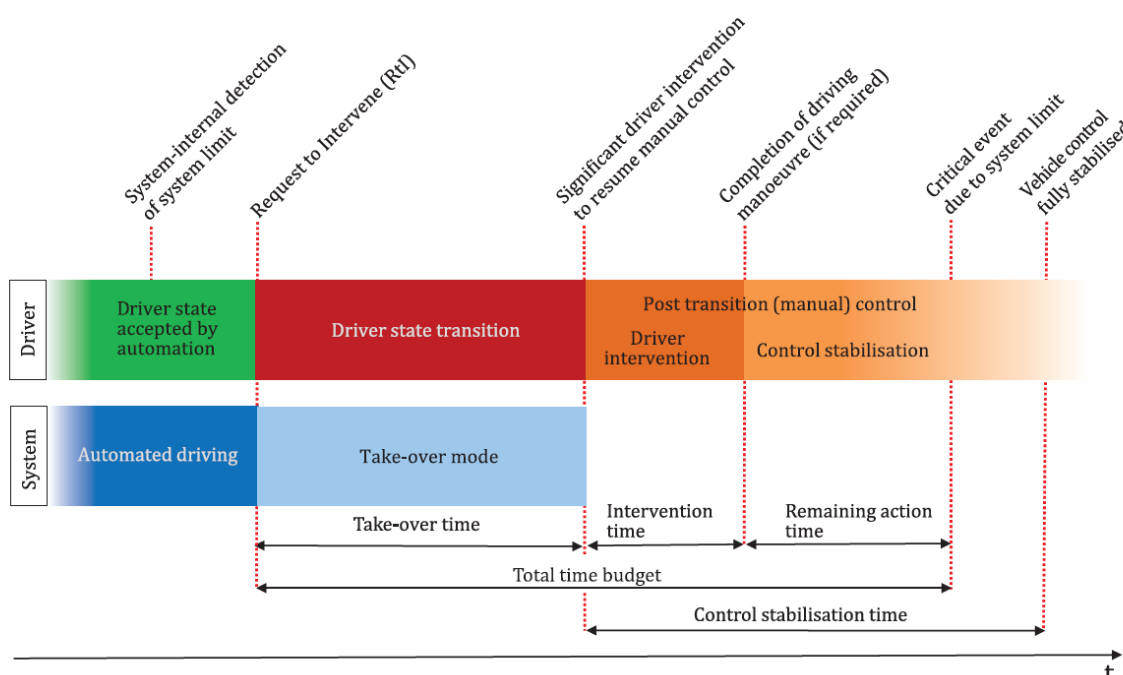 System-internal detection
of system limit
Request to Intervene (RtI)
Significant driver intervention
to resume manual control
Completion of driving
manoeuvre (if required)
Critical event
due to system limit
Vehicle control
fully stabilised
Driver
Driver state
accepted by
automation
Driver state transition
Post transition (manual) control
Driver
intervention
Control stabilisation
System
Automated driving
Take-over mode
Take-over time
Intervention
time
Remaining action
time
Total time budget
Control stabilisation time
t